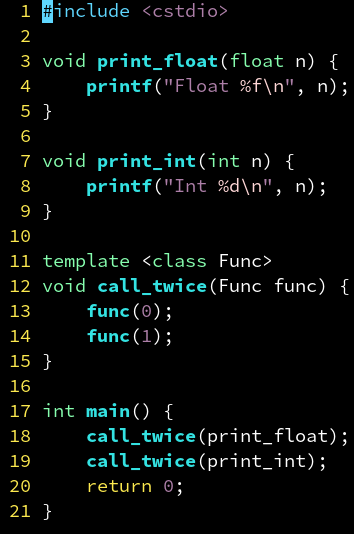 1 #include <cstdio>
2
3 void print_float(float n) {
4     printf("Float %f\n", n);
5 }
6
7 void print_int(int n) {
8     printf("Int %d\n", n);
9 }
10
11 template <class Func>
12 void call_twice(Func func) {
13     func(0);
14     func(1);
15 }
16
17 int main() {
18     call_twice(print_float);
19     call_twice(print_int);
20     return 0;
21 }